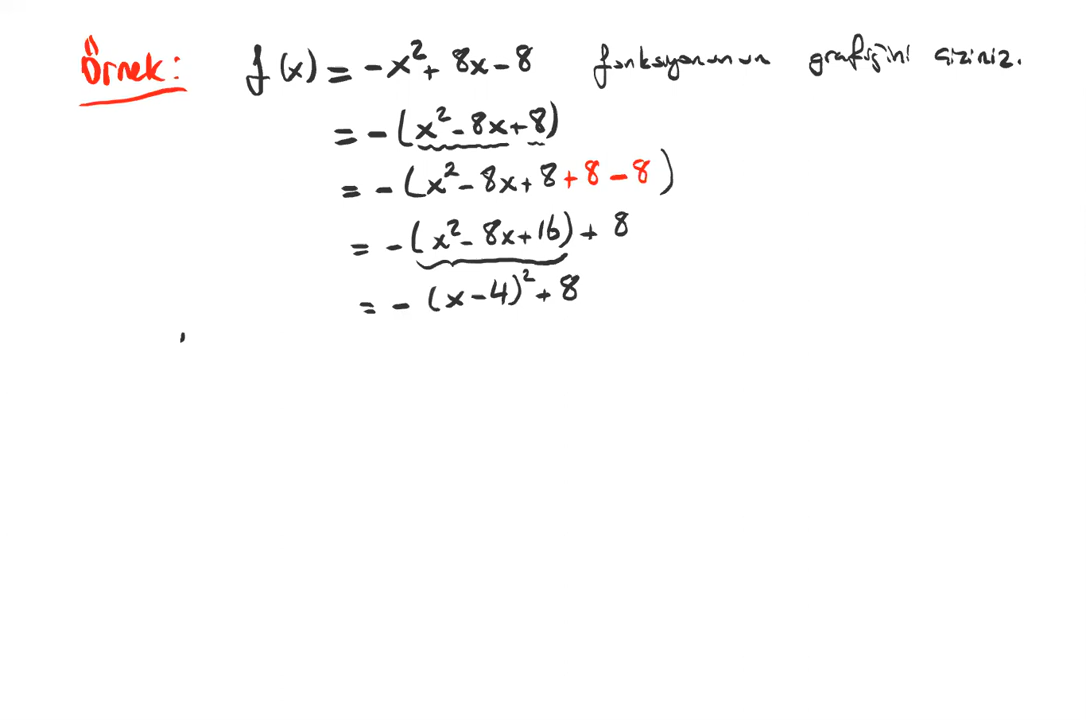 Örnek: f(x) = -x² + 8x - 8 fonksiyonunun grafiğini çiziniz.
= -(x² - 8x + 8)
= -(x² - 8x + 8 + 8 - 8)
= -(x² - 8x + 16) + 8
= -(x - 4)² + 8